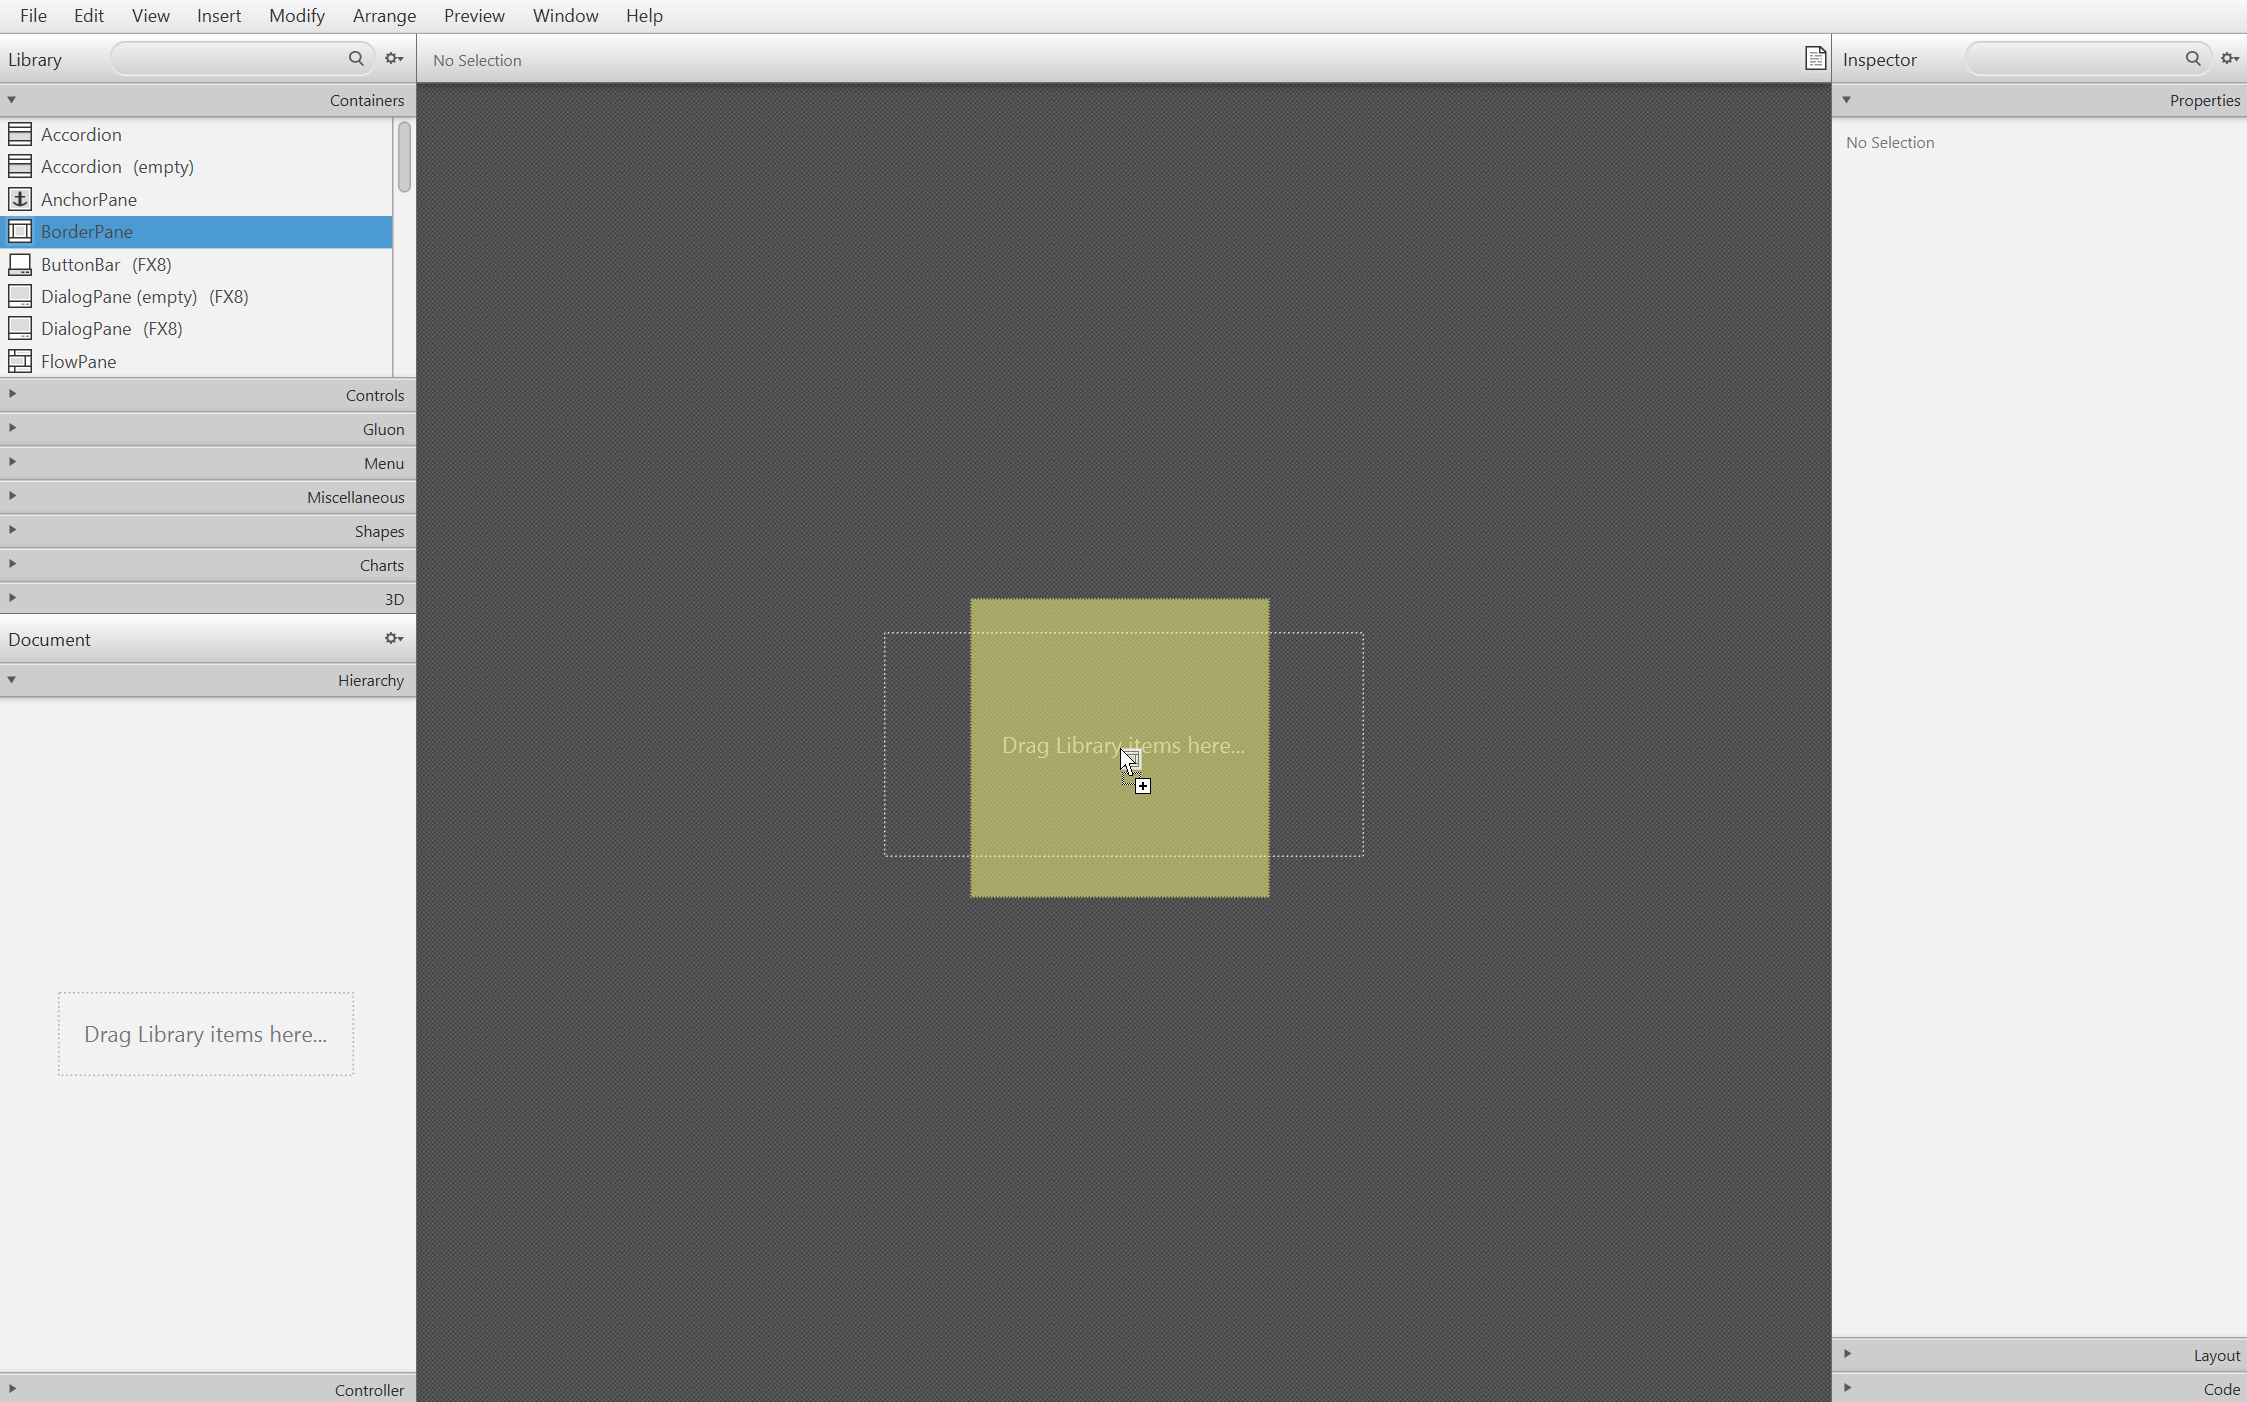 File Edit View Insert Modify Arrange Preview Window Help
Library
No Selection
Inspector
Containers
Properties
Accordion
No Selection
Accordion (empty)
AnchorPane
BorderPane
ButtonBar (FX8)
DialogPane (empty) (FX8)
DialogPane (FX8)
FlowPane
Controls
Gluon
Menu
Miscellaneous
Shapes
Charts
3D
Document
Hierarchy
Drag Library items here...
Drag Library items here...
Layout
Controller
Code